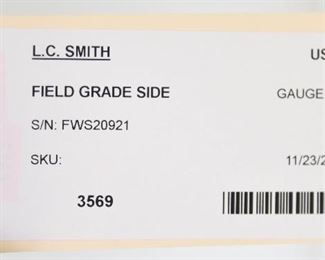 L.C. SMITH US
FIELD GRADE SIDE GAUGE
S/N: FWS20921
SKU: 11/23/2
3569